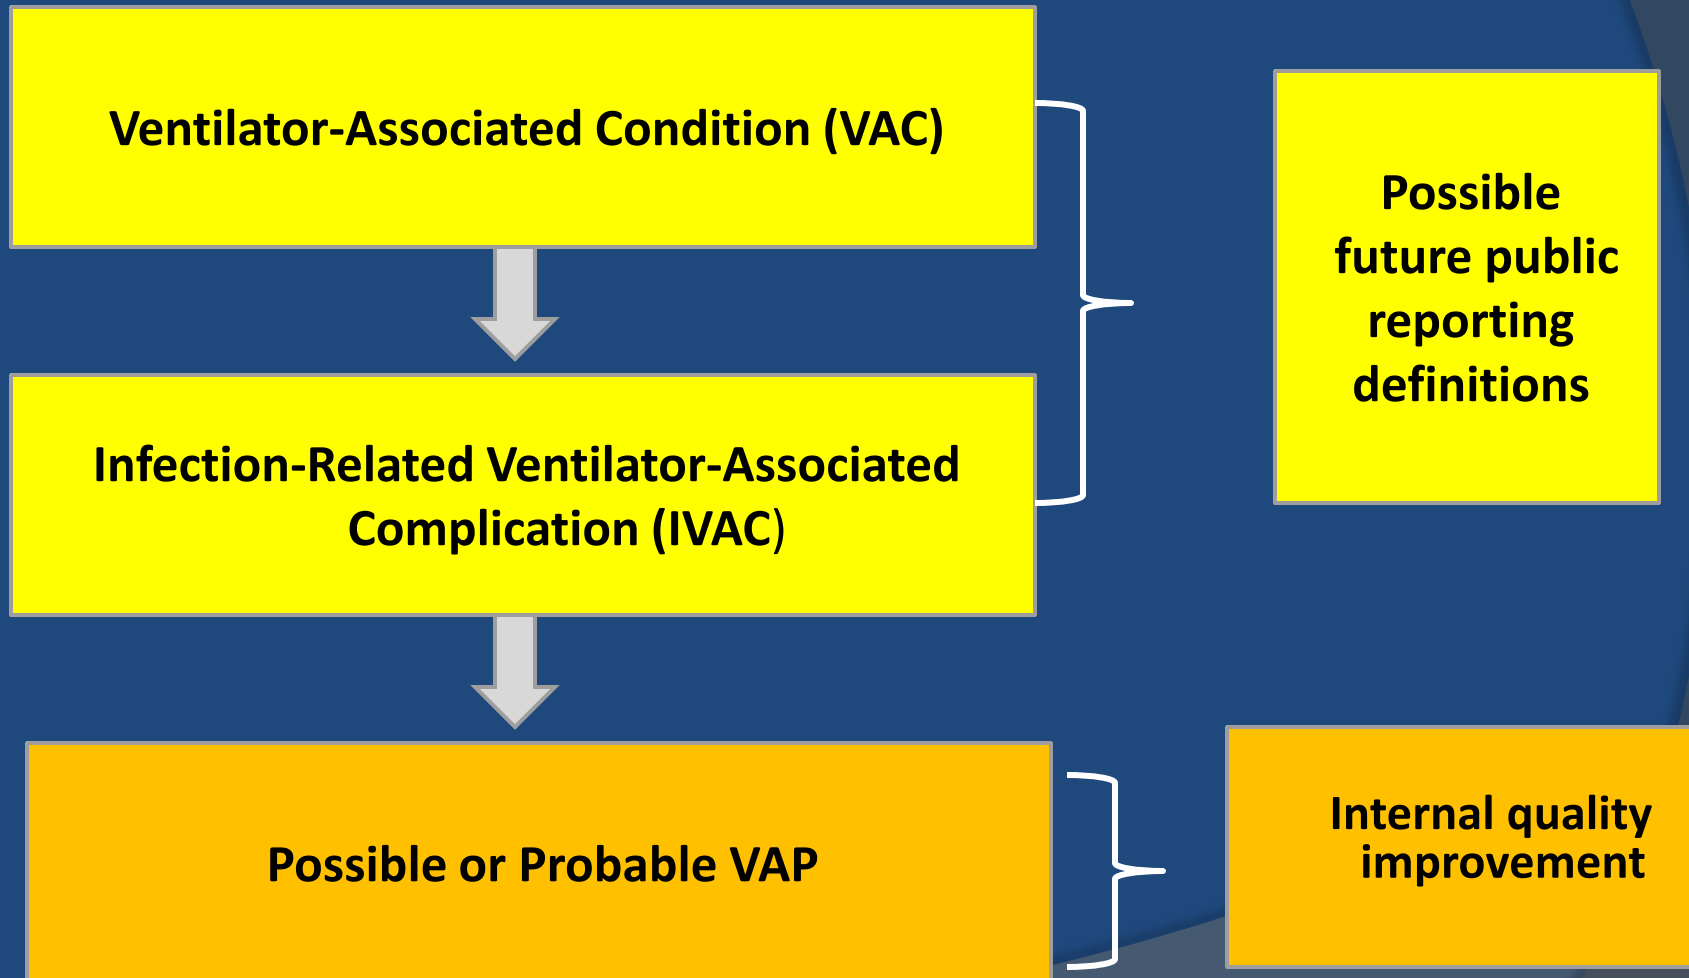 Ventilator-Associated Condition (VAC)
Possible
future public
reporting
definitions
Infection-Related Ventilator-Associated
Complication (IVAC)
Possible or Probable VAP
Internal quality
improvement